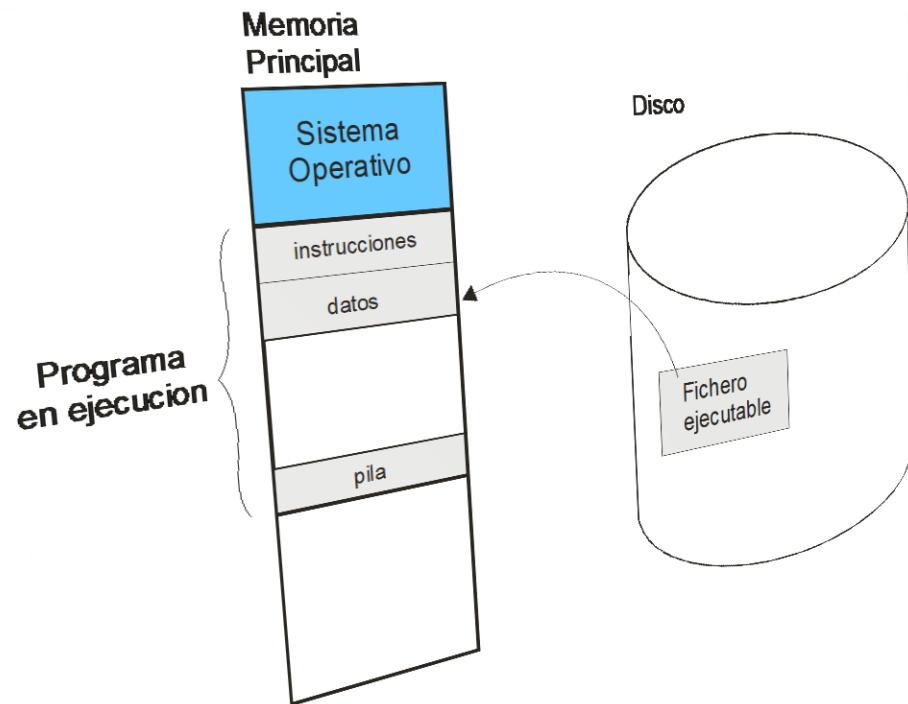 Memoria
Principal
Sistema
Operativo
Disco
instrucciones
datos
Programa
en ejecucion
Fichero
ejecutable
pila